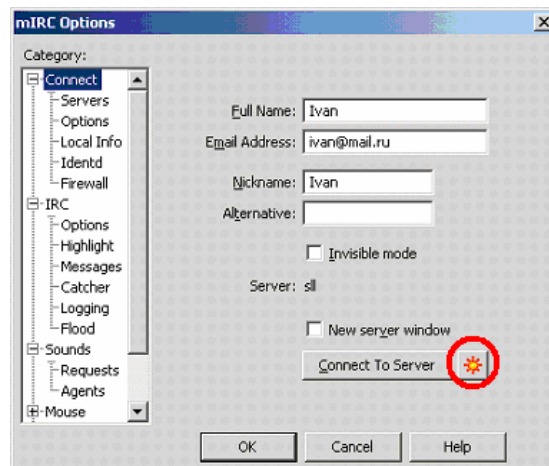 mIRC Options
Category:
Connect
Servers
Options
Local Info
Identd
Firewall
IRC
Options
Highlight
Messages
Catcher
Logging
Flood
Sounds
Requests
Agents
Mouse
Full Name: Ivan
Email Address: ivan@mail.ru
Nickname: Ivan
Alternative:
Invisible mode
Server: sll
New server window
Connect To Server
OK Cancel Help